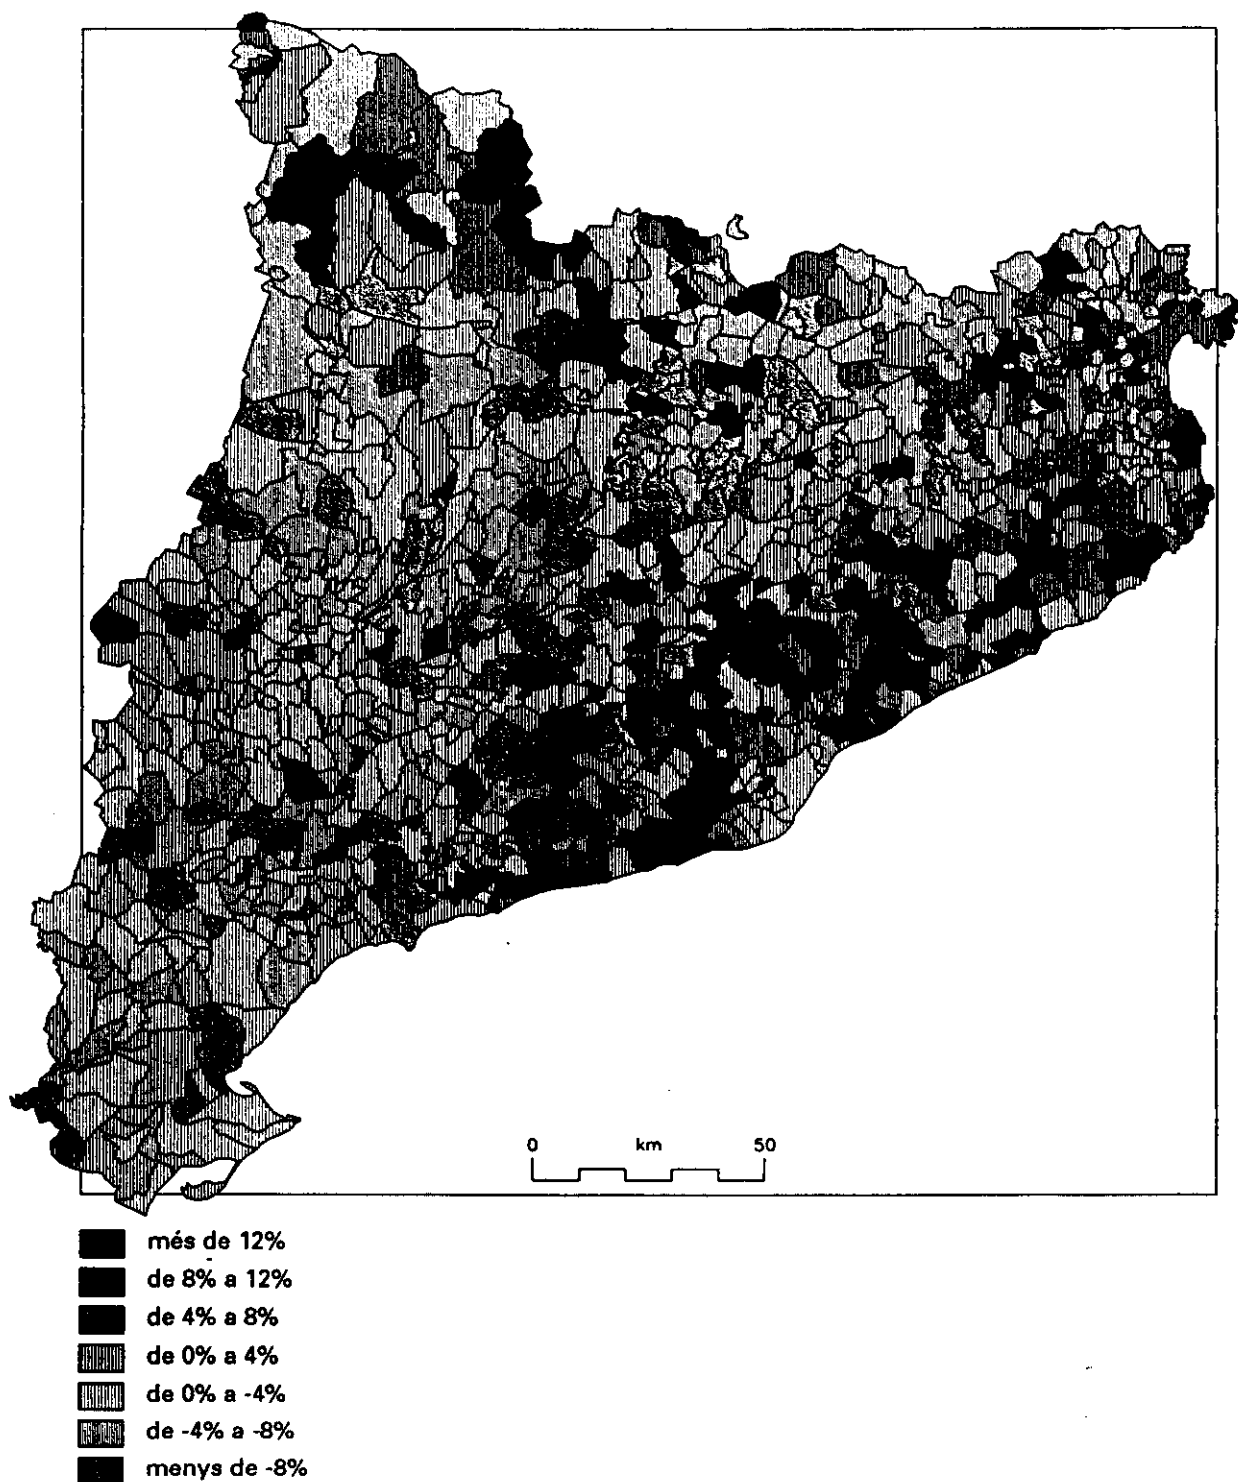 0 km 50
més de 12%
de 8% a 12%
de 4% a 8%
de 0% a 4%
de 0% a -4%
de -4% a -8%
menys de -8%